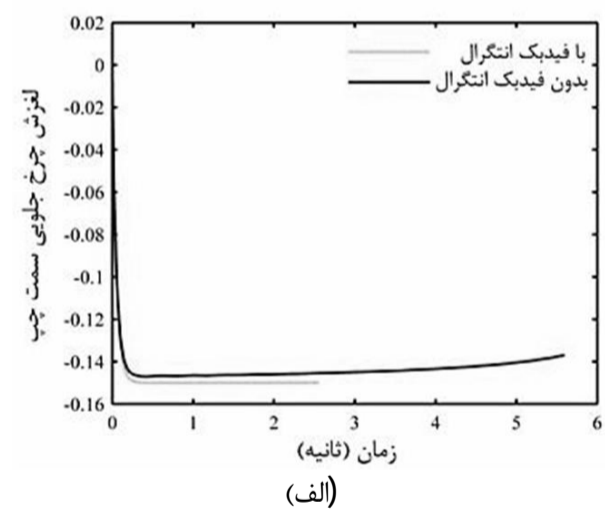 0.02
0
-0.02
-0.04
-0.06
-0.08
-0.1
-0.12
-0.14
-0.16
لغزش چرخ جلویی سمت چپ
با فیدبک انتگرال
بدون فیدبک انتگرال
0 1 2 3 4 5 6
زمان (ثانیه)
(الف)